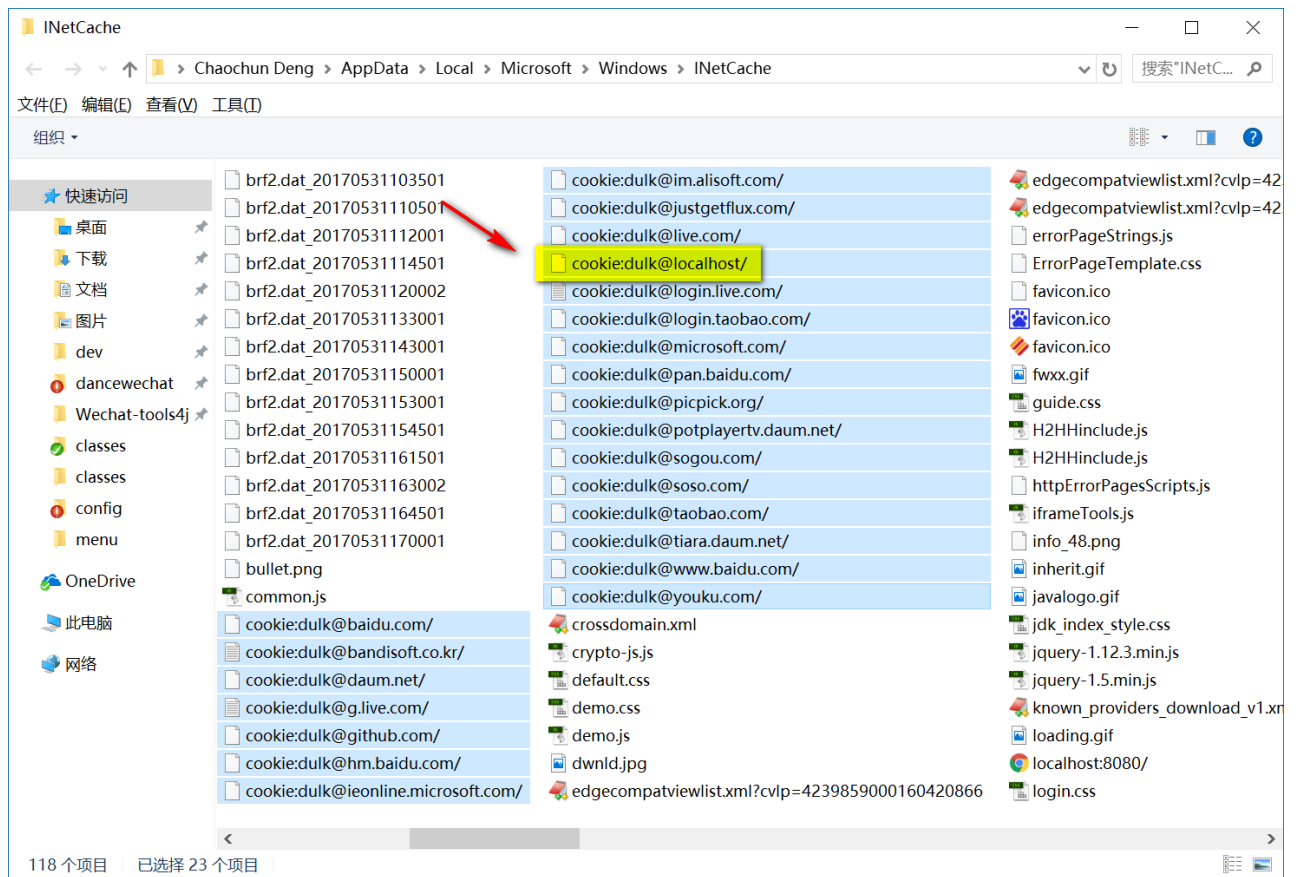 INetCache
Chaochun Deng > AppData > Local > Microsoft > Windows > INetCache
搜索"INetC...
文件(F) 编辑(E) 查看(V) 工具(T)
组织
快速访问
桌面
下载
文档
图片
dev
dancewechat
Wechat-tools4j
classes
classes
config
menu
OneDrive
此电脑
网络
brf2.dat_20170531103501
brf2.dat_20170531110501
brf2.dat_20170531112001
brf2.dat_20170531114501
brf2.dat_20170531120002
brf2.dat_20170531133001
brf2.dat_20170531143001
brf2.dat_20170531150001
brf2.dat_20170531153001
brf2.dat_20170531154501
brf2.dat_20170531161501
brf2.dat_20170531163002
brf2.dat_20170531164501
brf2.dat_20170531170001
bullet.png
common.js
cookie:dulk@baidu.com/
cookie:dulk@bandisoft.co.kr/
cookie:dulk@daum.net/
cookie:dulk@g.live.com/
cookie:dulk@github.com/
cookie:dulk@hm.baidu.com/
cookie:dulk@ieonline.microsoft.com/
cookie:dulk@im.alisoft.com/
cookie:dulk@justgetflux.com/
cookie:dulk@live.com/
cookie:dulk@localhost/
cookie:dulk@login.live.com/
cookie:dulk@login.taobao.com/
cookie:dulk@microsoft.com/
cookie:dulk@pan.baidu.com/
cookie:dulk@picpick.org/
cookie:dulk@potplayertv.daum.net/
cookie:dulk@sogou.com/
cookie:dulk@soso.com/
cookie:dulk@taobao.com/
cookie:dulk@tiara.daum.net/
cookie:dulk@www.baidu.com/
cookie:dulk@youku.com/
crossdomain.xml
crypto-js.js
default.css
demo.css
demo.js
dwnld.jpg
edgecompatviewlist.xml?cvlp=4239859000160420866
edgecompatviewlist.xml?cvlp=423
edgecompatviewlist.xml?cvlp=423
errorPageStrings.js
ErrorPageTemplate.css
favicon.ico
favicon.ico
favicon.ico
fwxx.gif
guide.css
H2HHinclude.js
H2HHinclude.js
httpErrorPagesScripts.js
iframeTools.js
info_48.png
inherit.gif
javalogo.gif
jdk_index_style.css
jquery-1.12.3.min.js
jquery-1.5.min.js
known_providers_download_v1.xm
loading.gif
localhost:8080/
login.css
118 个项目 已选择 23 个项目